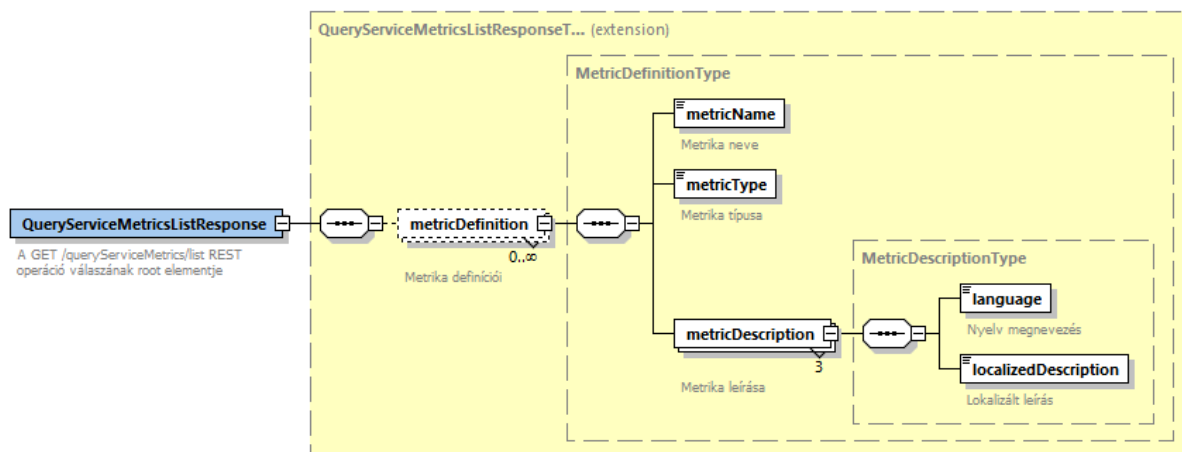 QueryServiceMetricsListResponseT... (extension)
MetricDefinitionType
metricName
Metrika neve
metricType
Metrika típusa
QueryServiceMetricsListResponse
A GET /queryServiceMetrics/list REST
operáció válaszának root elementje
metricDefinition
0..∞
Metrika definíciói
MetricDescriptionType
language
Nyelv megnevezés
metricDescription
3
Metrika leírása
localizedDescription
Lokalizált leírás